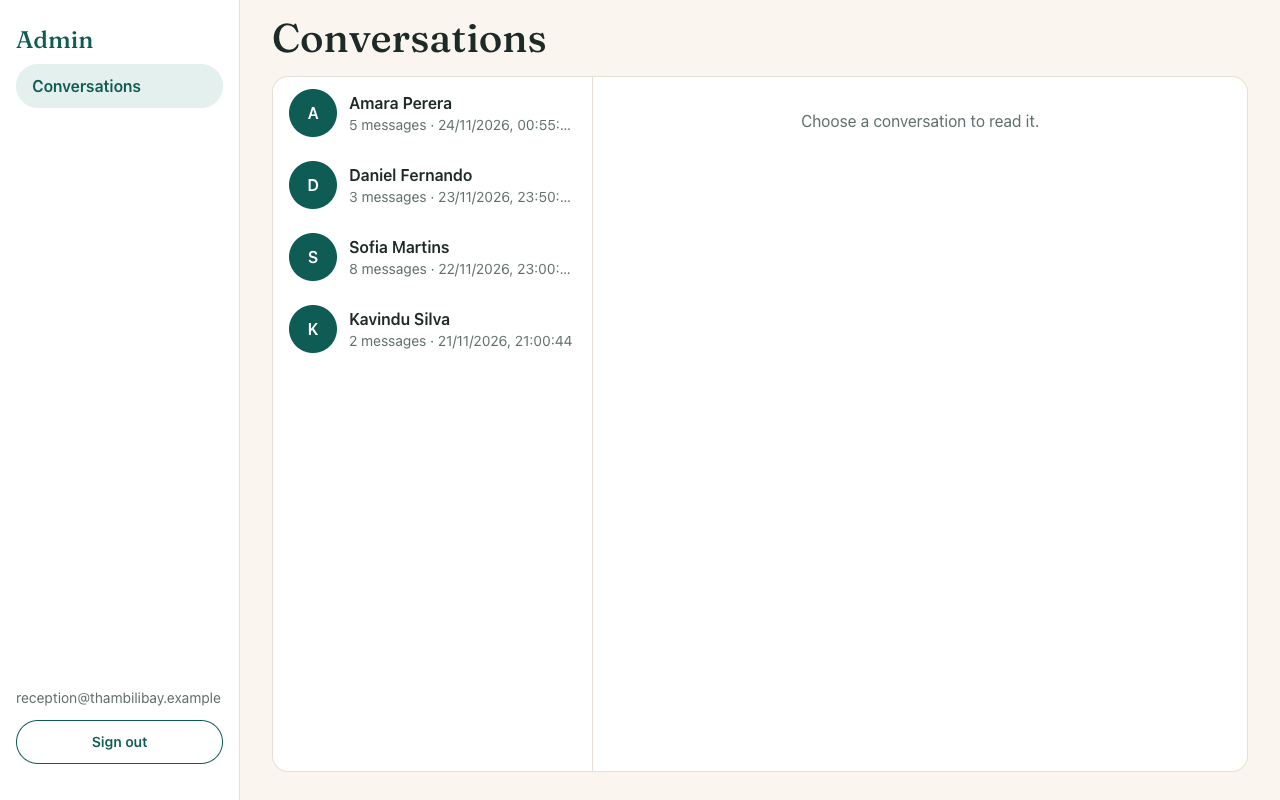 Admin
Conversations
reception@thambilibay.example
Sign out
Conversations
A
Amara Perera
5 messages · 24/11/2026, 00:55:...
D
Daniel Fernando
3 messages · 23/11/2026, 23:50:...
S
Sofia Martins
8 messages · 22/11/2026, 23:00:...
K
Kavindu Silva
2 messages · 21/11/2026, 21:00:44
Choose a conversation to read it.